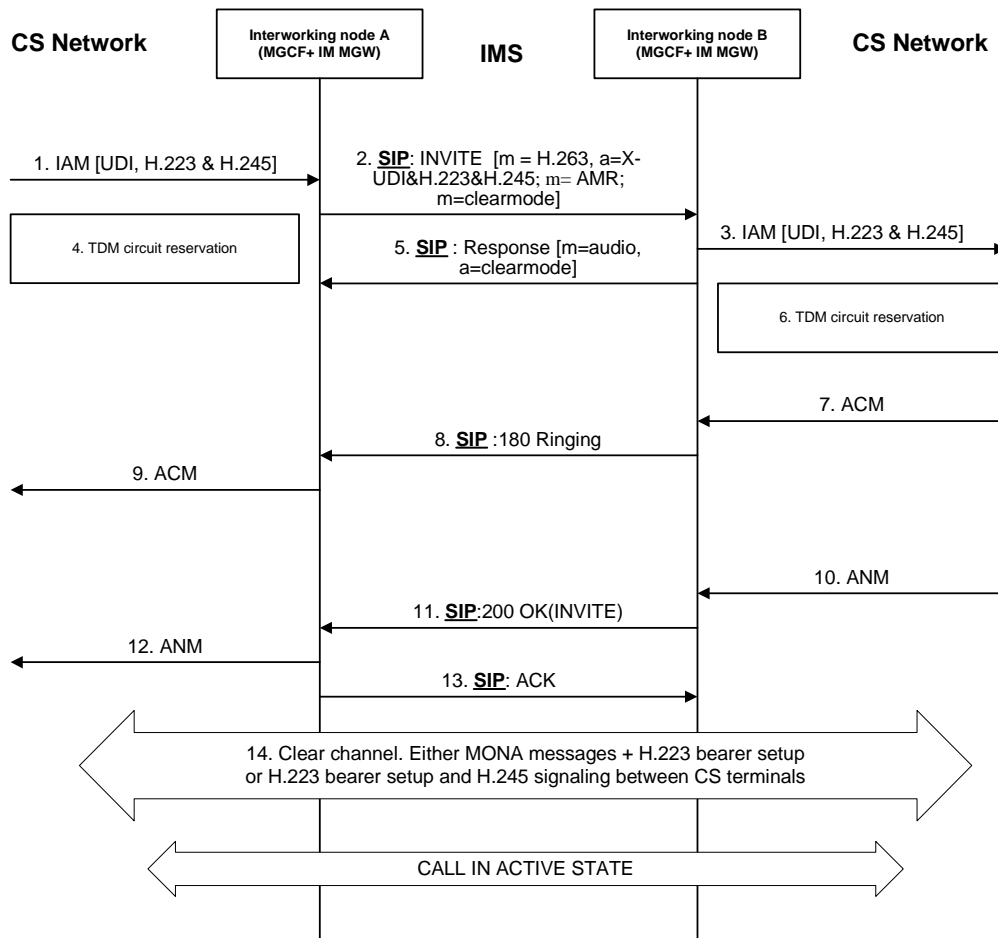 CS Network
Interworking node A
(MGCF+ IM MGW)
IMS
Interworking node B
(MGCF+ IM MGW)
CS Network
1. IAM [UDI, H.223 & H.245]
2. SIP: INVITE [m = H.263, a=X-
UDI&H.223&H.245; m= AMR;
m=clearmode]
3. IAM [UDI, H.223 & H.245]
4. TDM circuit reservation
5. SIP : Response [m=audio,
a=clearmode]
6. TDM circuit reservation
7. ACM
8. SIP :180 Ringing
9. ACM
10. ANM
11. SIP:200 OK(INVITE)
12. ANM
13. SIP: ACK
14. Clear channel. Either MONA messages + H.223 bearer setup
or H.223 bearer setup and H.245 signaling between CS terminals
CALL IN ACTIVE STATE